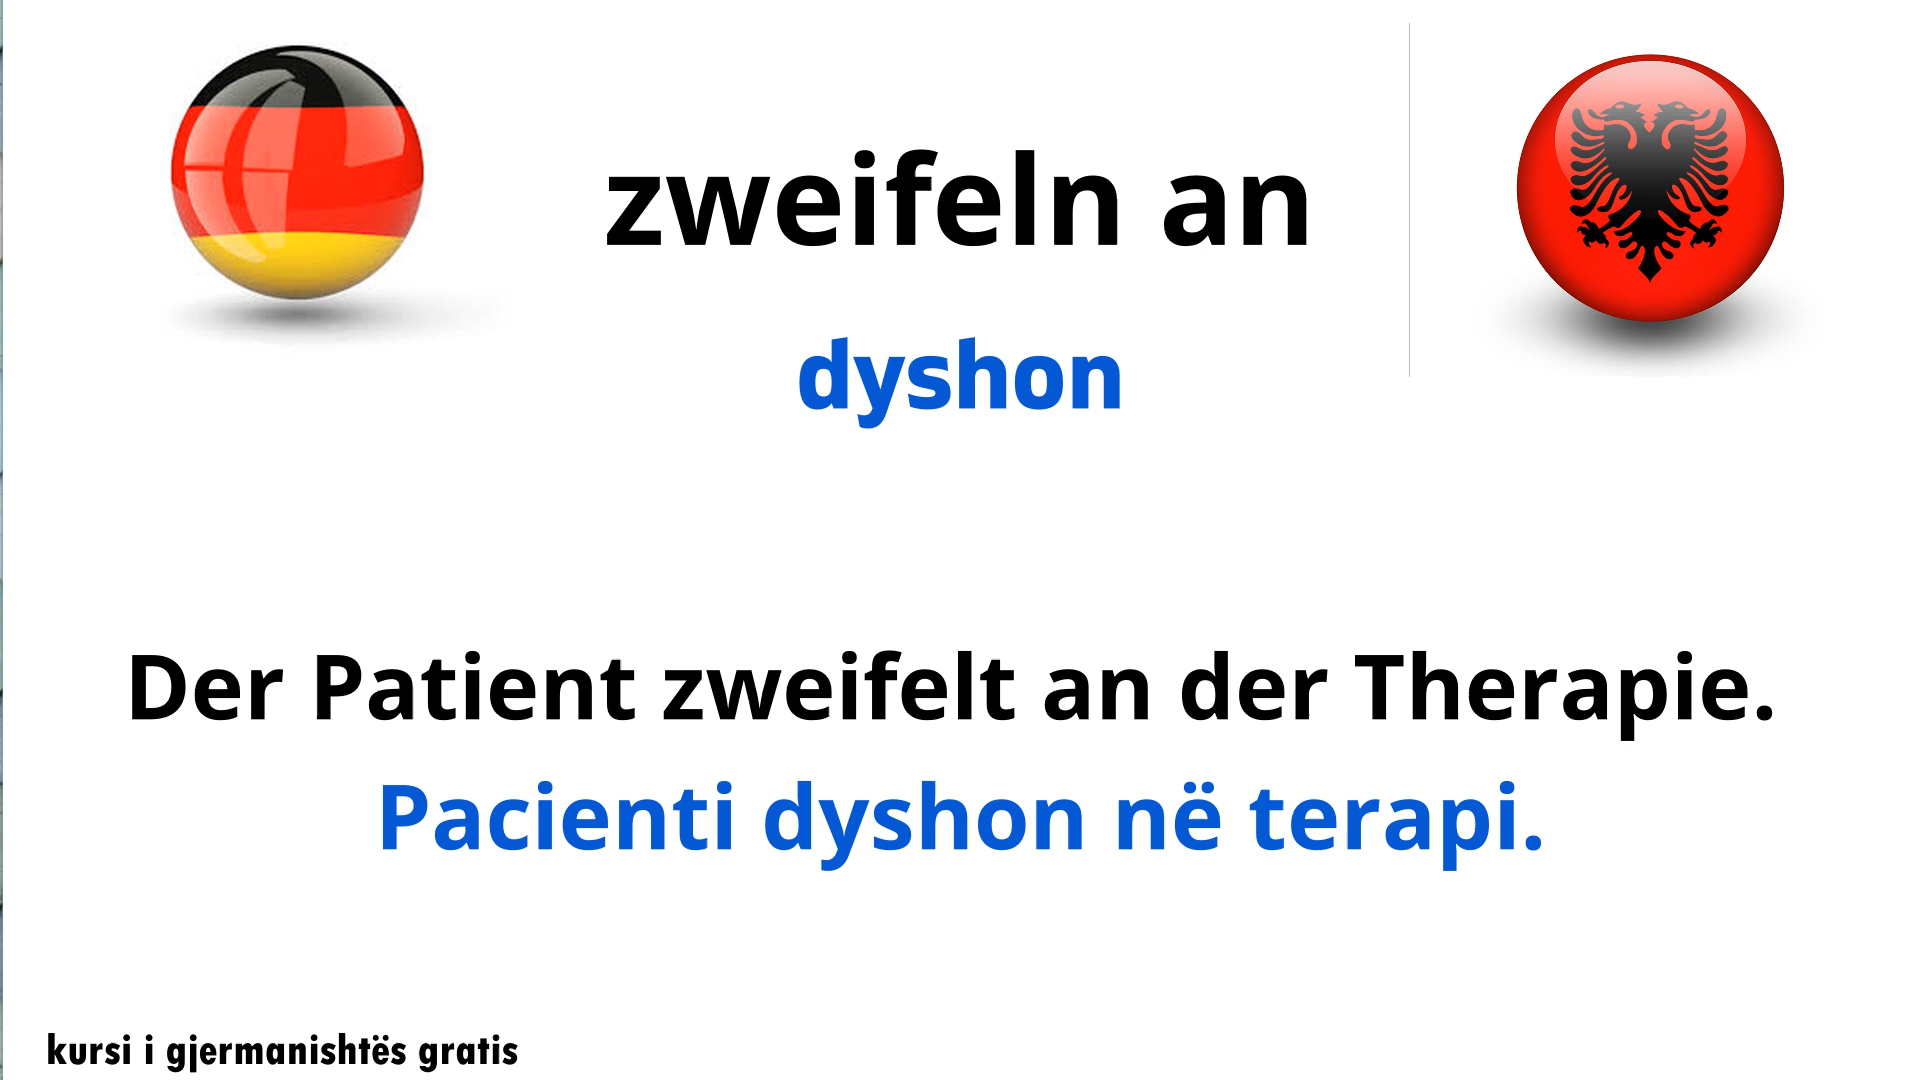 zweifeln an
dyshon
Der Patient zweifelt an der Therapie.
Pacienti dyshon në terapi.
kursi i gjermanishtës gratis